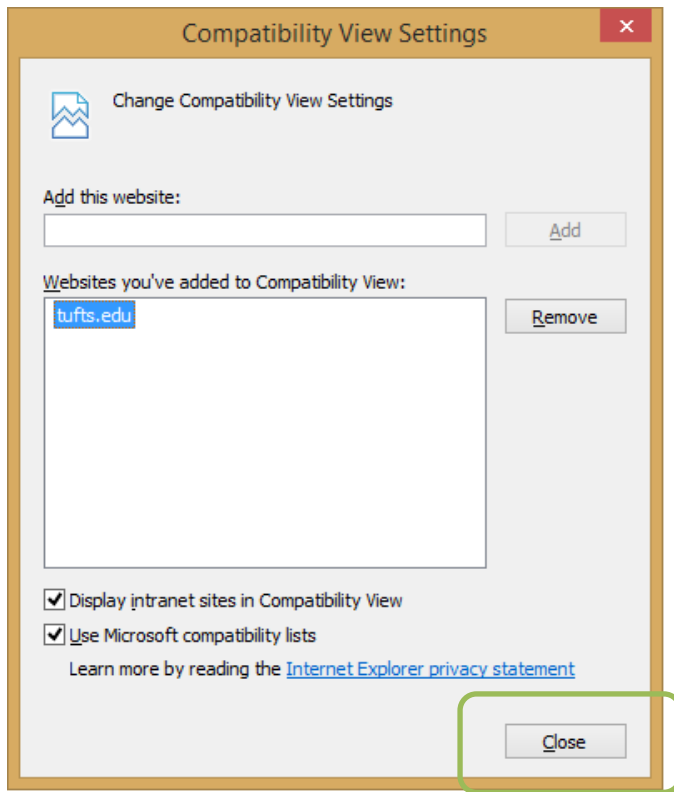 Compatibility View Settings
Change Compatibility View Settings
Add this website:
Add
Websites you've added to Compatibility View:
tufts.edu
Remove
Display intranet sites in Compatibility View
Use Microsoft compatibility lists
Learn more by reading the Internet Explorer privacy statement
Close